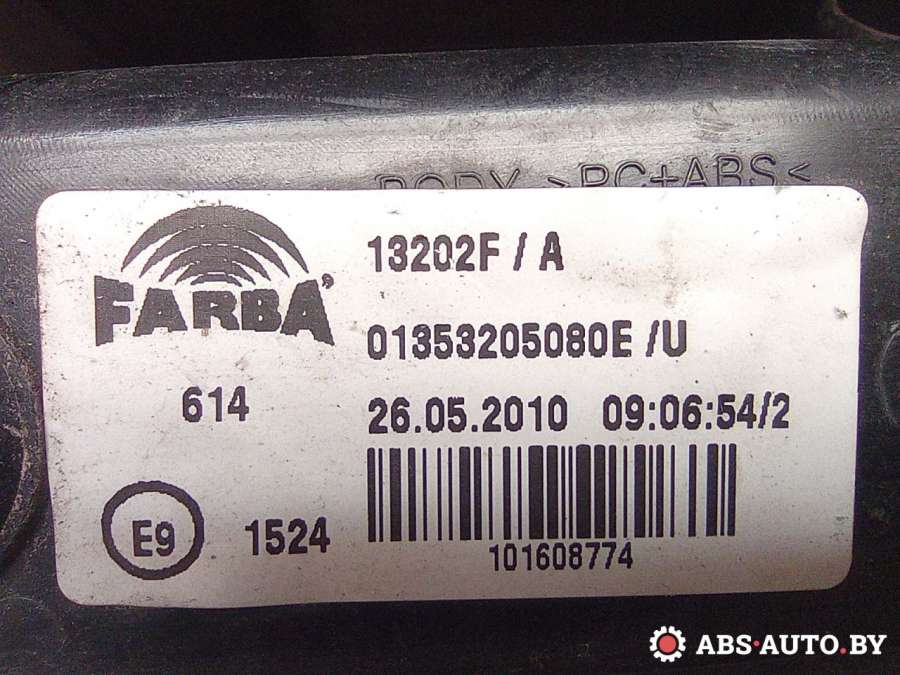 BODY >PC+ABS<
FARBA
13202F / A
01353205080E /U
614
26.05.2010 09:06:54/2
E9
1524
101608774
ABS·AUTO.BY